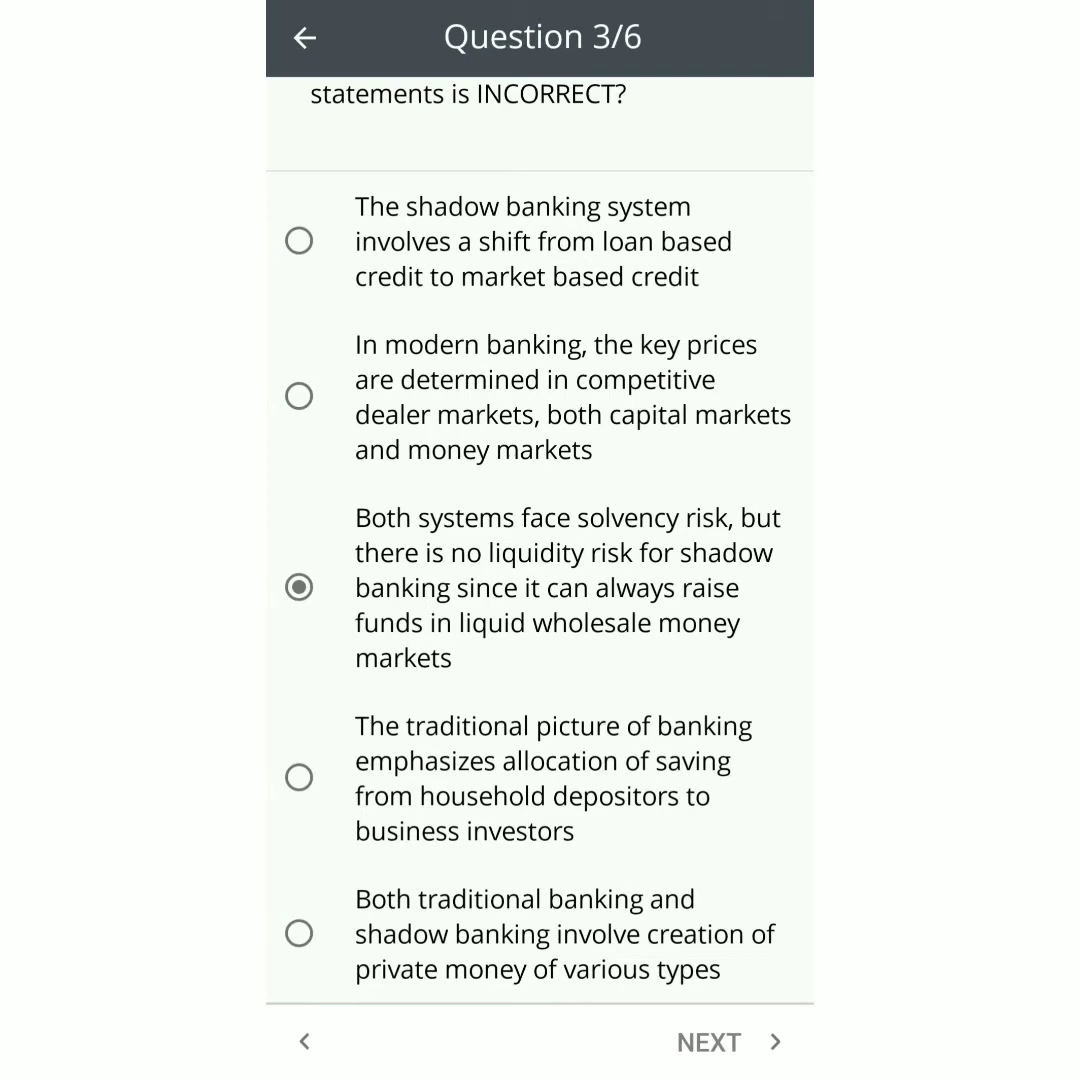 Question 3/6
statements is INCORRECT?
The shadow banking system
involves a shift from loan based
credit to market based credit
In modern banking, the key prices
are determined in competitive
dealer markets, both capital markets
and money markets
Both systems face solvency risk, but
there is no liquidity risk for shadow
banking since it can always raise
funds in liquid wholesale money
markets
The traditional picture of banking
emphasizes allocation of saving
from household depositors to
business investors
Both traditional banking and
shadow banking involve creation of
private money of various types
NEXT